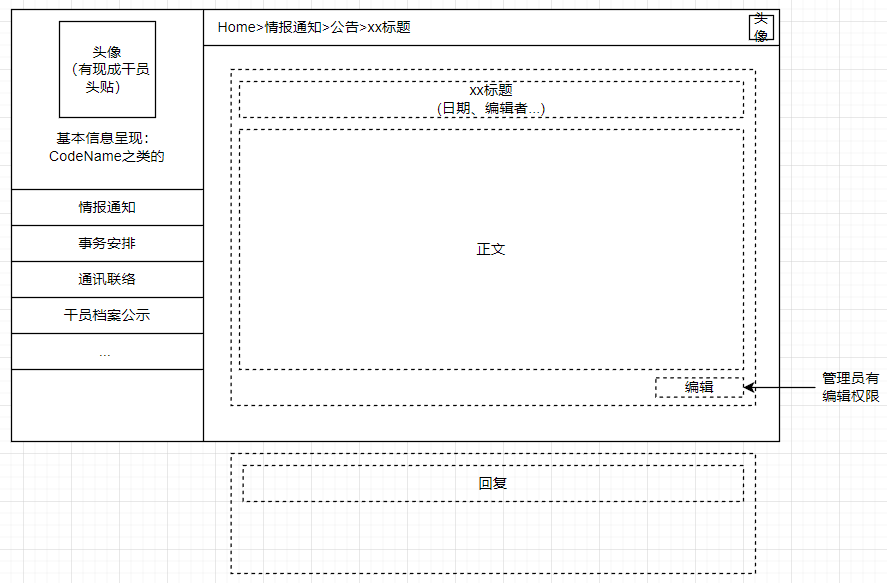 头像
（有现成干员
头贴）
基本信息呈现：
CodeName之类的
情报通知
事务安排
通讯联络
干员档案公示
...
Home>情报通知>公告>xx标题
头
像
xx标题
(日期、编辑者...)
正文
编辑
管理员有
编辑权限
回复